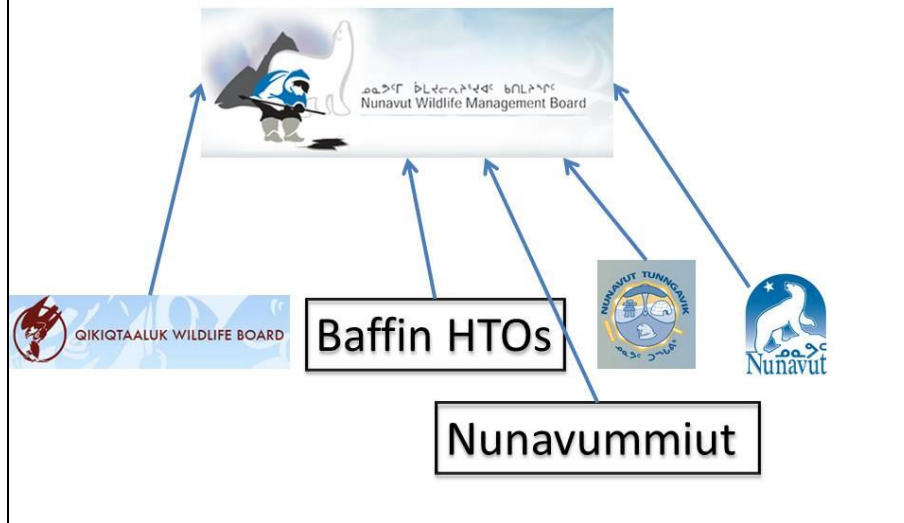 Nunavut Wildlife Management Board
QIKIQTAALUK WILDLIFE BOARD
Baffin HTOs
NUNAVUT TUNNGAVIK
ᓄᓇᕗᑦ
Nunavut
Nunavummiut